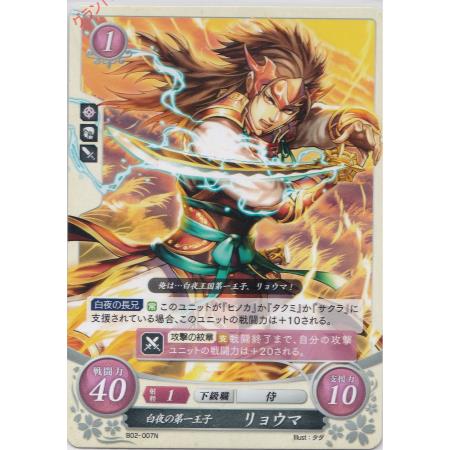 グラン
1
俺は…白夜王国第一王子、リョウマ！
白夜の長兄 常 このユニットが『ヒノカ』か『タクミ』か『サクラ』に
支援されている場合、このユニットの戦闘力は+10される。
攻撃の紋章 支 戦闘終了まで、自分の攻撃
ユニットの戦闘力は+20される。
戦闘力
40
射程 1 下級職 侍
支援力
10
白夜の第一王子 リョウマ
B02-007N
Illust:タダ